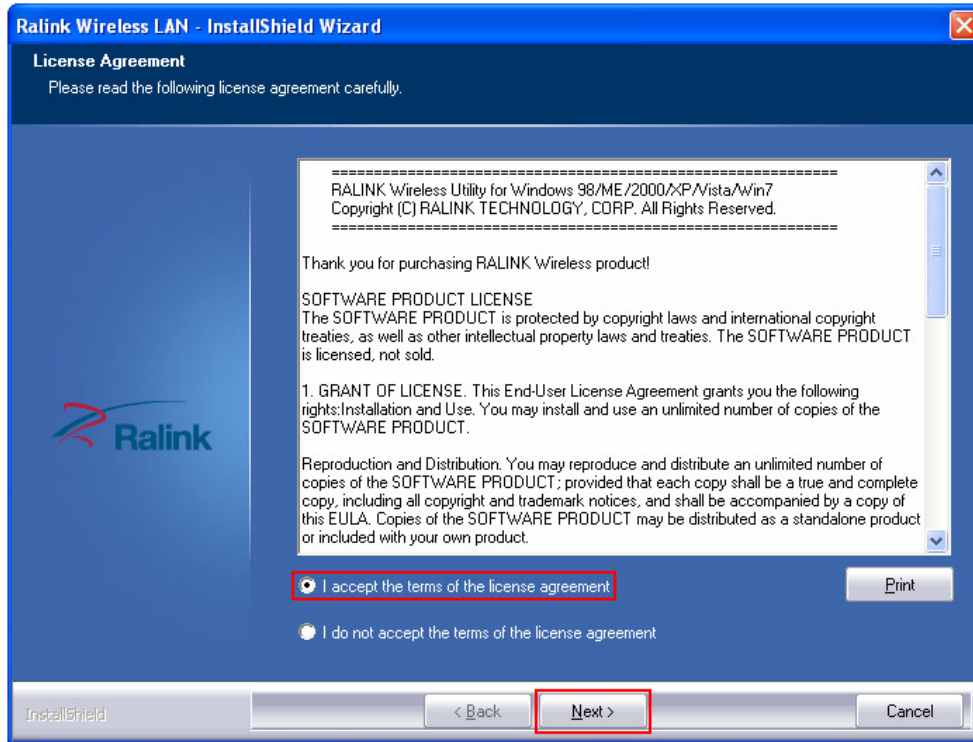 Ralink Wireless LAN - InstallShield Wizard
License Agreement
Please read the following license agreement carefully.
============================================================
RALINK Wireless Utility for Windows 98/ME/2000/XP/Vista/Win7
Copyright (C) RALINK TECHNOLOGY, CORP. All Rights Reserved.
============================================================
Thank you for purchasing RALINK Wireless product!
SOFTWARE PRODUCT LICENSE
The SOFTWARE PRODUCT is protected by copyright laws and international copyright
treaties, as well as other intellectual property laws and treaties. The SOFTWARE PRODUCT
is licensed, not sold.
1. GRANT OF LICENSE. This End-User License Agreement grants you the following
rights:Installation and Use. You may install and use an unlimited number of copies of the
SOFTWARE PRODUCT.
Reproduction and Distribution. You may reproduce and distribute an unlimited number of
copies of the SOFTWARE PRODUCT; provided that each copy shall be a true and complete
copy, including all copyright and trademark notices, and shall be accompanied by a copy of
this EULA. Copies of the SOFTWARE PRODUCT may be distributed as a standalone product
or included with your own product.
Ralink
I accept the terms of the license agreement
Print
I do not accept the terms of the license agreement
InstallShield
< Back
Next >
Cancel